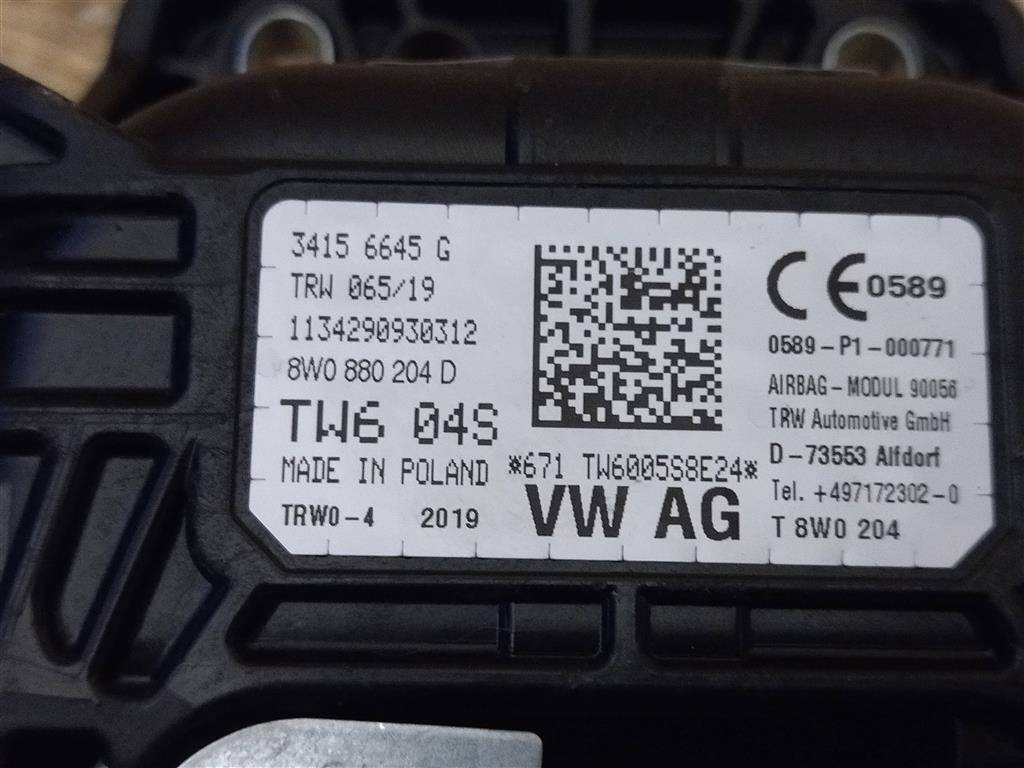 3415 6645 G
TRW 065/19
1134290930312
8W0 880 204 D
TW6 04S
MADE IN POLAND
TRW0-4 2019
*671 TW6005S8E24*
VW AG
CE 0589
0589-P1-000771
AIRBAG-MODUL 90056
TRW Automotive GmbH
D-73553 Alfdorf
Tel. +497172302-0
T 8W0 204